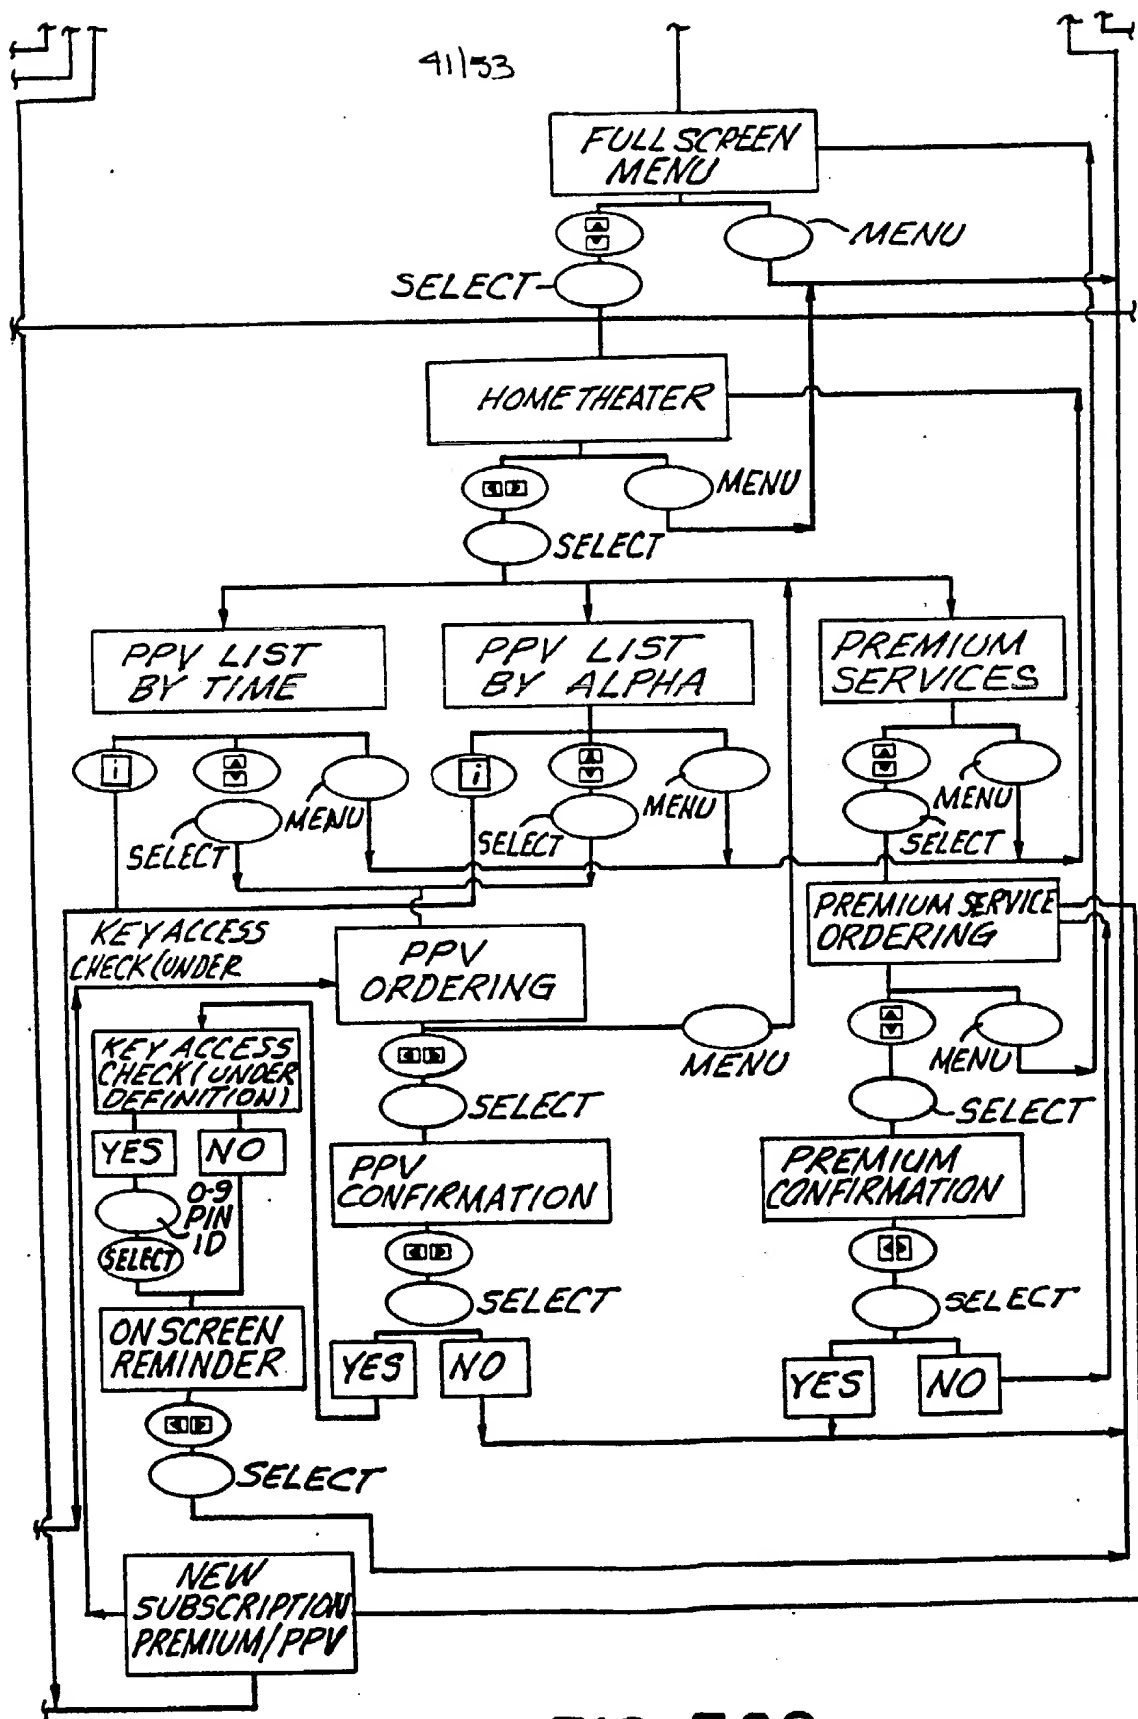 41/53
FULL SCREEN
MENU
MENU
SELECT
HOME THEATER
MENU
SELECT
PPV LIST
BY TIME
PPV LIST
BY ALPHA
PREMIUM
SERVICES
i
MENU
SELECT
i
MENU
SELECT
MENU
SELECT
KEY ACCESS
CHECK (UNDER
PPV
ORDERING
PREMIUM SERVICE
ORDERING
MENU
MENU
KEY ACCESS
CHECK (UNDER
DEFINITION)
SELECT
SELECT
YES
NO
0-9
PIN
ID
SELECT
PPV
CONFIRMATION
PREMIUM
CONFIRMATION
SELECT
SELECT
ON SCREEN
REMINDER
YES
NO
YES
NO
SELECT
NEW
SUBSCRIPTION
PREMIUM/PPV